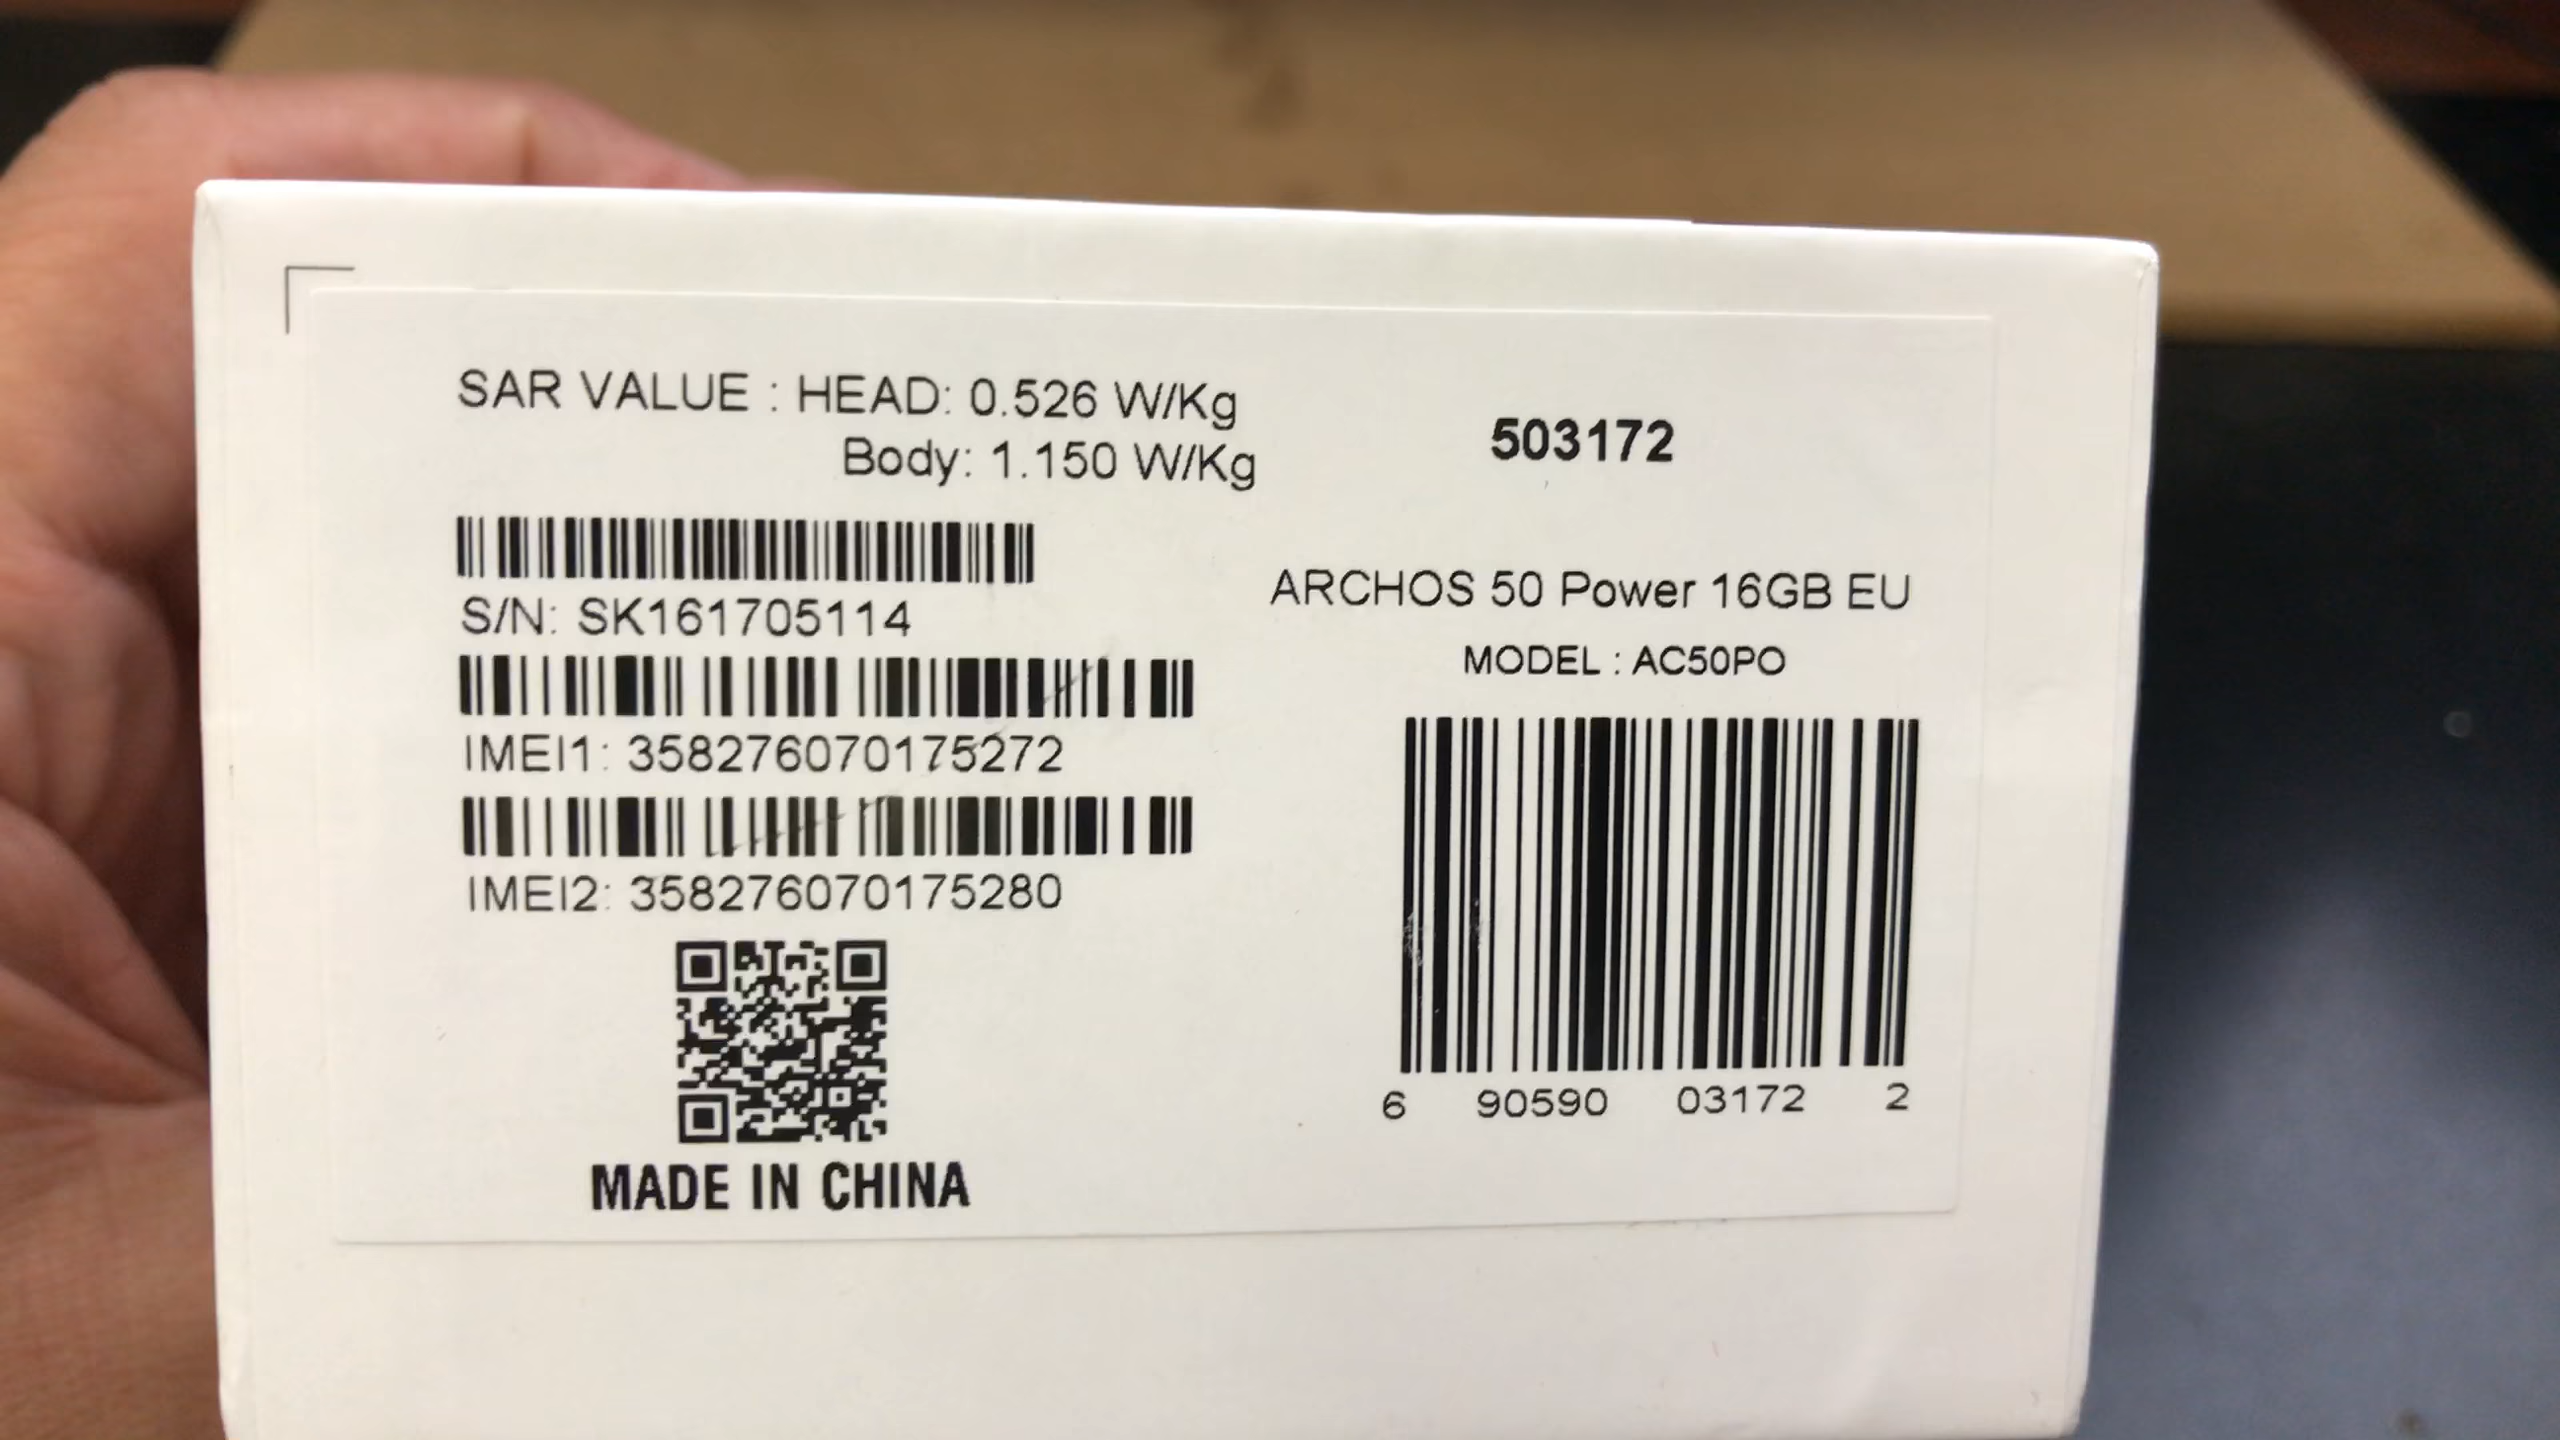 SAR VALUE : HEAD: 0.526 W/Kg
Body: 1.150 W/Kg
S/N: SK161705114
IMEI1: 358276070175272
IMEI2: 358276070175280
MADE IN CHINA
503172
ARCHOS 50 Power 16GB EU
MODEL : AC50PO
6 90590 03172 2